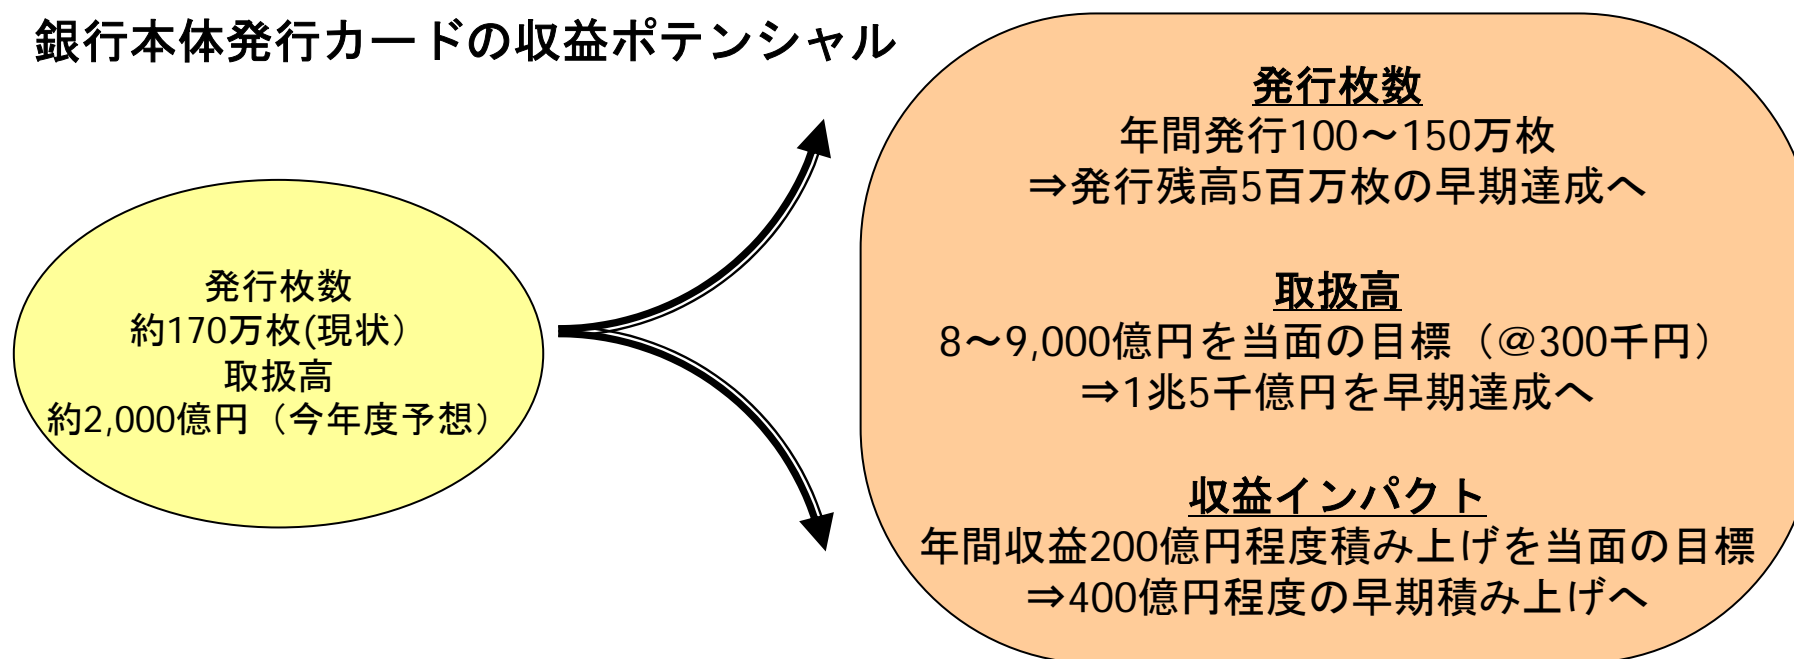 銀行本体発行カードの収益ポテンシャル
発行枚数
約170万枚(現状）
取扱高
約2,000億円（今年度予想）
発行枚数
年間発行100～150万枚
⇒発行残高5百万枚の早期達成へ
取扱高
8～9,000億円を当面の目標（@300千円）
⇒1兆5千億円を早期達成へ
収益インパクト
年間収益200億円程度積み上げを当面の目標
⇒400億円程度の早期積み上げへ